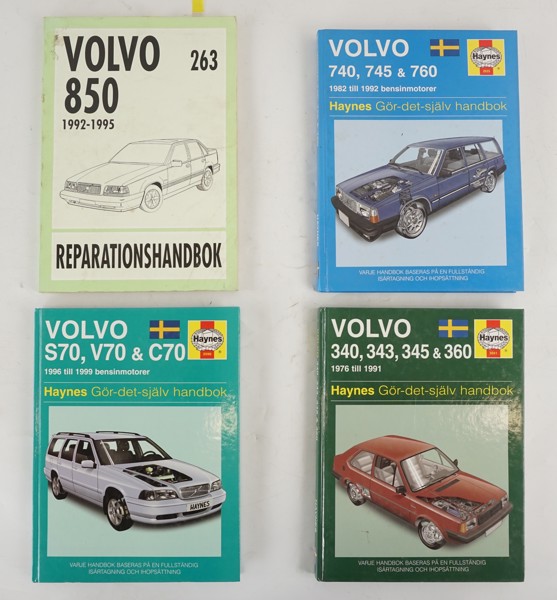 VOLVO 263
850
1992-1995
REPARATIONSHANDBOK
VOLVO
Haynes
740, 745 & 760
1982 till 1992 bensinmotorer
Haynes Gör-det-själv handbok
VARJE HANDBOK BASERAS PÅ EN FULLSTÄNDIG
ISÄRTAGNING OCH IHOPSÄTTNING
VOLVO
Haynes
S70, V70 & C70
1996 till 1999 bensinmotorer
Haynes Gör-det-själv handbok
HAYNES
VARJE HANDBOK BASERAS PÅ EN FULLSTÄNDIG
ISÄRTAGNING OCH IHOPSÄTTNING
VOLVO
Haynes
340, 343, 345 & 360
1976 till 1991
Haynes Gör-det-själv handbok
VARJE HANDBOK BASERAS PÅ EN FULLSTÄNDIG
ISÄRTAGNING OCH IHOPSÄTTNING